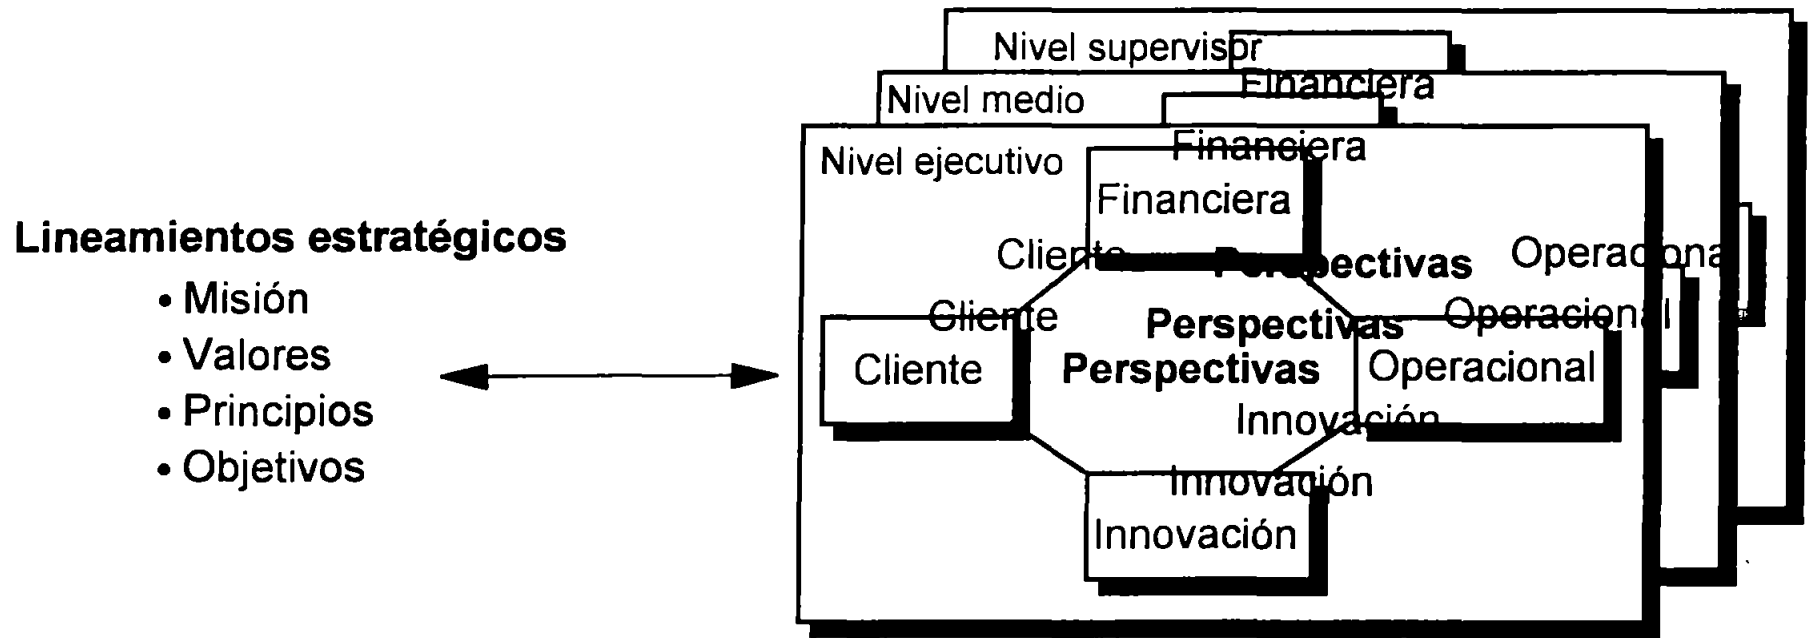 Nivel supervisor
Financiera
Nivel medio
Financiera
Nivel ejecutivo
Financiera
Lineamientos estratégicos
• Misión
• Valores
• Principios
• Objetivos
Cliente
Perspectivas
Operacional
Cliente
Perspectivas
Operacional
Cliente
Perspectivas
Operacional
Innovación
Innovación
Innovación